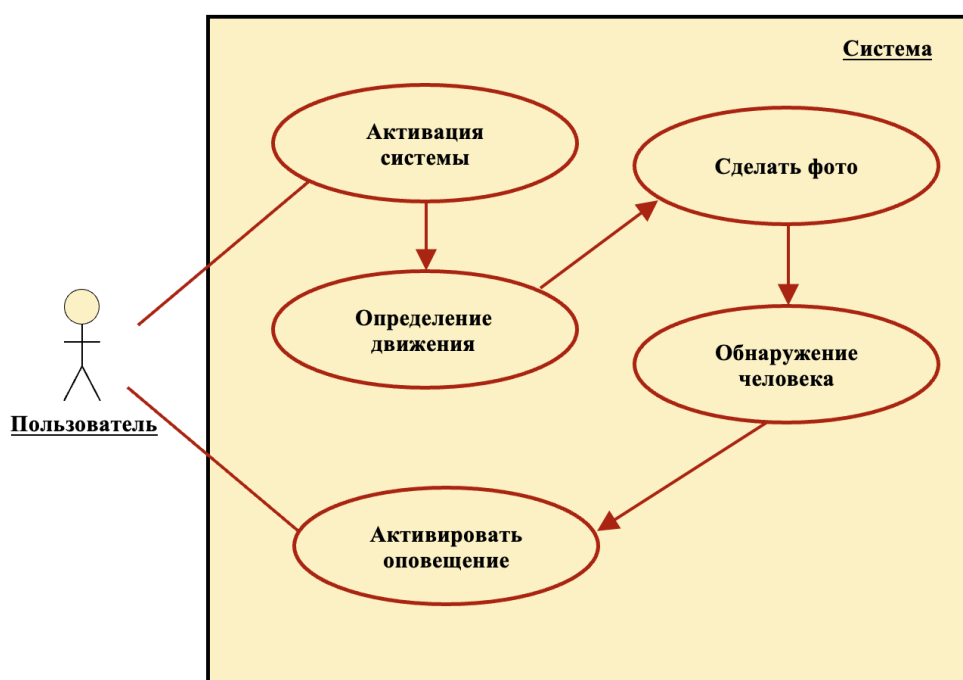 Система
Активация
системы
Сделать фото
Определение
движения
Обнаружение
человека
Пользователь
Активировать
оповещение